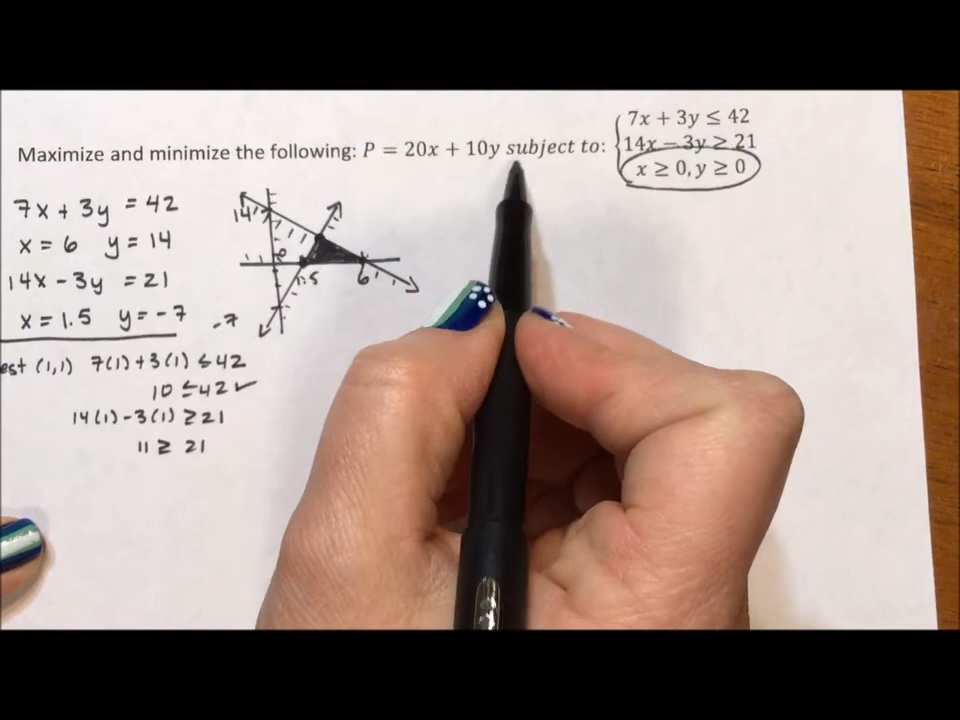 Maximize and minimize the following: P = 20x + 10y subject to: 7x + 3y ≤ 42
14x − 3y ≥ 21
x ≥ 0, y ≥ 0
7x + 3y = 42
x = 6 y = 14
14x - 3y = 21
x = 1.5 y = -7
est (1,1) 7(1) + 3(1) ≤ 42
10 ≤ 42 ✓
14(1) - 3(1) ≥ 21
11 ≥ 21
14
1.5
6
-7